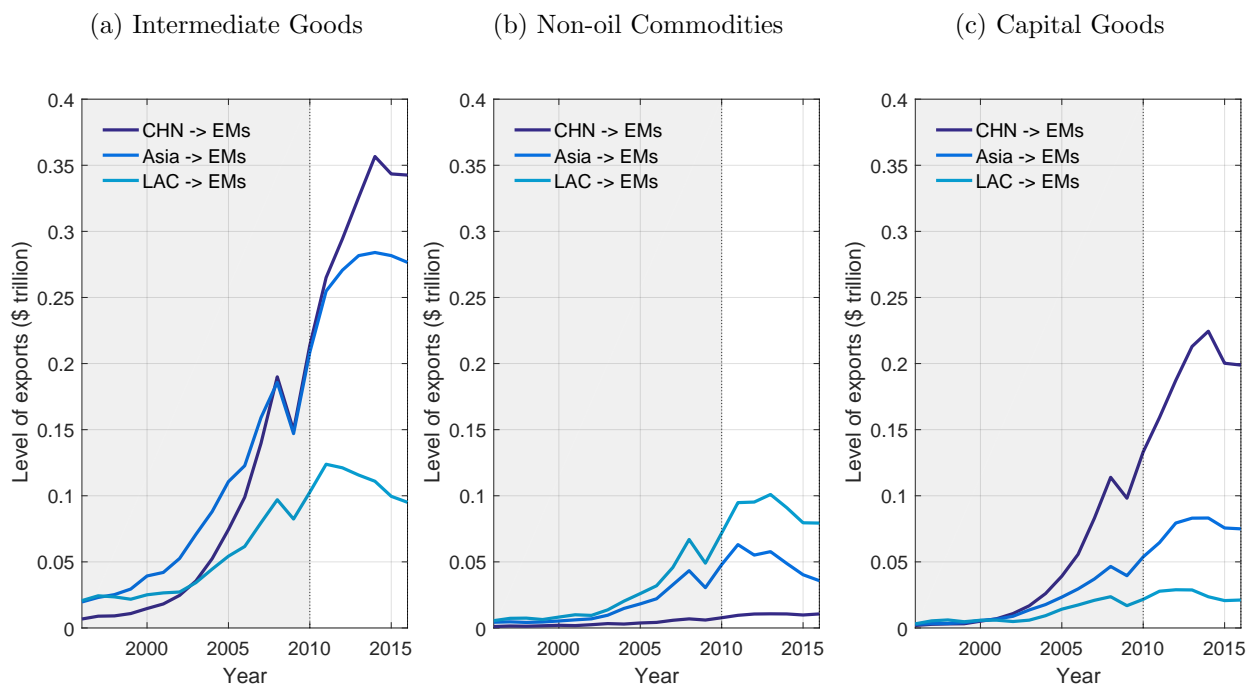 (a) Intermediate Goods
Level of exports ($ trillion)
0.4
0.35
0.3
0.25
0.2
0.15
0.1
0.05
0
CHN -> EMs
Asia -> EMs
LAC -> EMs
2000 2005 2010 2015
Year
(b) Non-oil Commodities
Level of exports ($ trillion)
0.4
0.35
0.3
0.25
0.2
0.15
0.1
0.05
0
CHN -> EMs
Asia -> EMs
LAC -> EMs
2000 2005 2010 2015
Year
(c) Capital Goods
Level of exports ($ trillion)
0.4
0.35
0.3
0.25
0.2
0.15
0.1
0.05
0
CHN -> EMs
Asia -> EMs
LAC -> EMs
2000 2005 2010 2015
Year